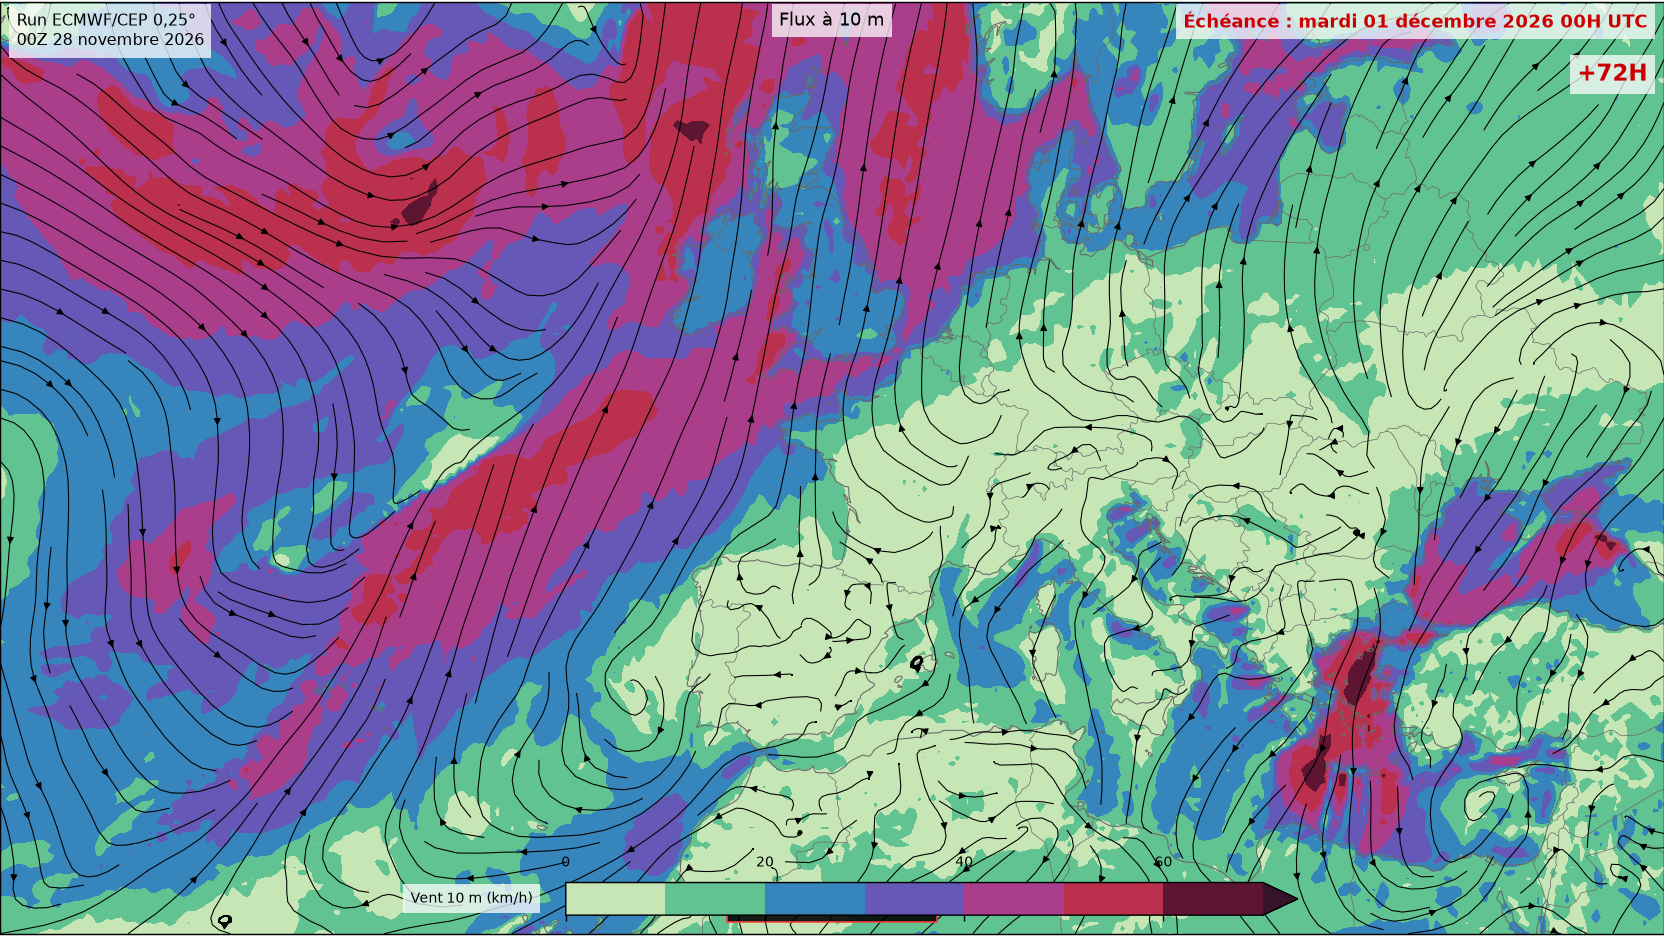 Run ECMWF/CEP 0,25°
00Z 28 novembre 2026
Flux à 10 m
Échéance : mardi 01 décembre 2026 00H UTC
+72H
0 20 40 60
Vent 10 m (km/h)